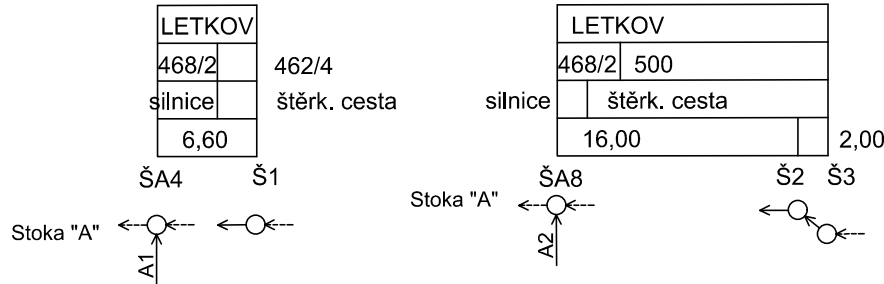 LETKOV
468/2 462/4
silnice štěrk. cesta
6,60
ŠA4 Š1
Stoka "A"
A1
LETKOV
468/2 500
silnice štěrk. cesta
16,00 2,00
ŠA8 Š2 Š3
Stoka "A"
A2